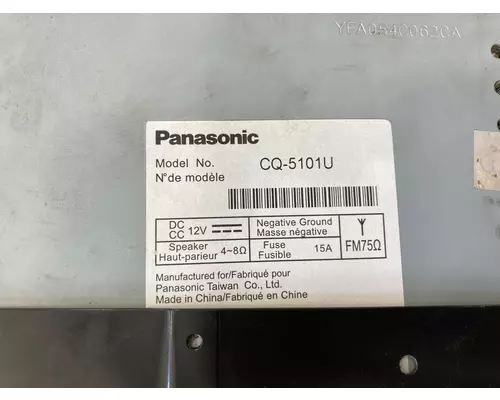 YEA054C0620A
Panasonic
Model No. CQ-5101U
N°de modèle
DC
CC 12V
Negative Ground
Masse négative
Speaker
Haut-parieur 4~8Ω
Fuse
Fusible 15A
FM75Ω
Manufactured for/Fabriqué pour
Panasonic Taiwan Co., Ltd.
Made in China/Fabriqué en Chine